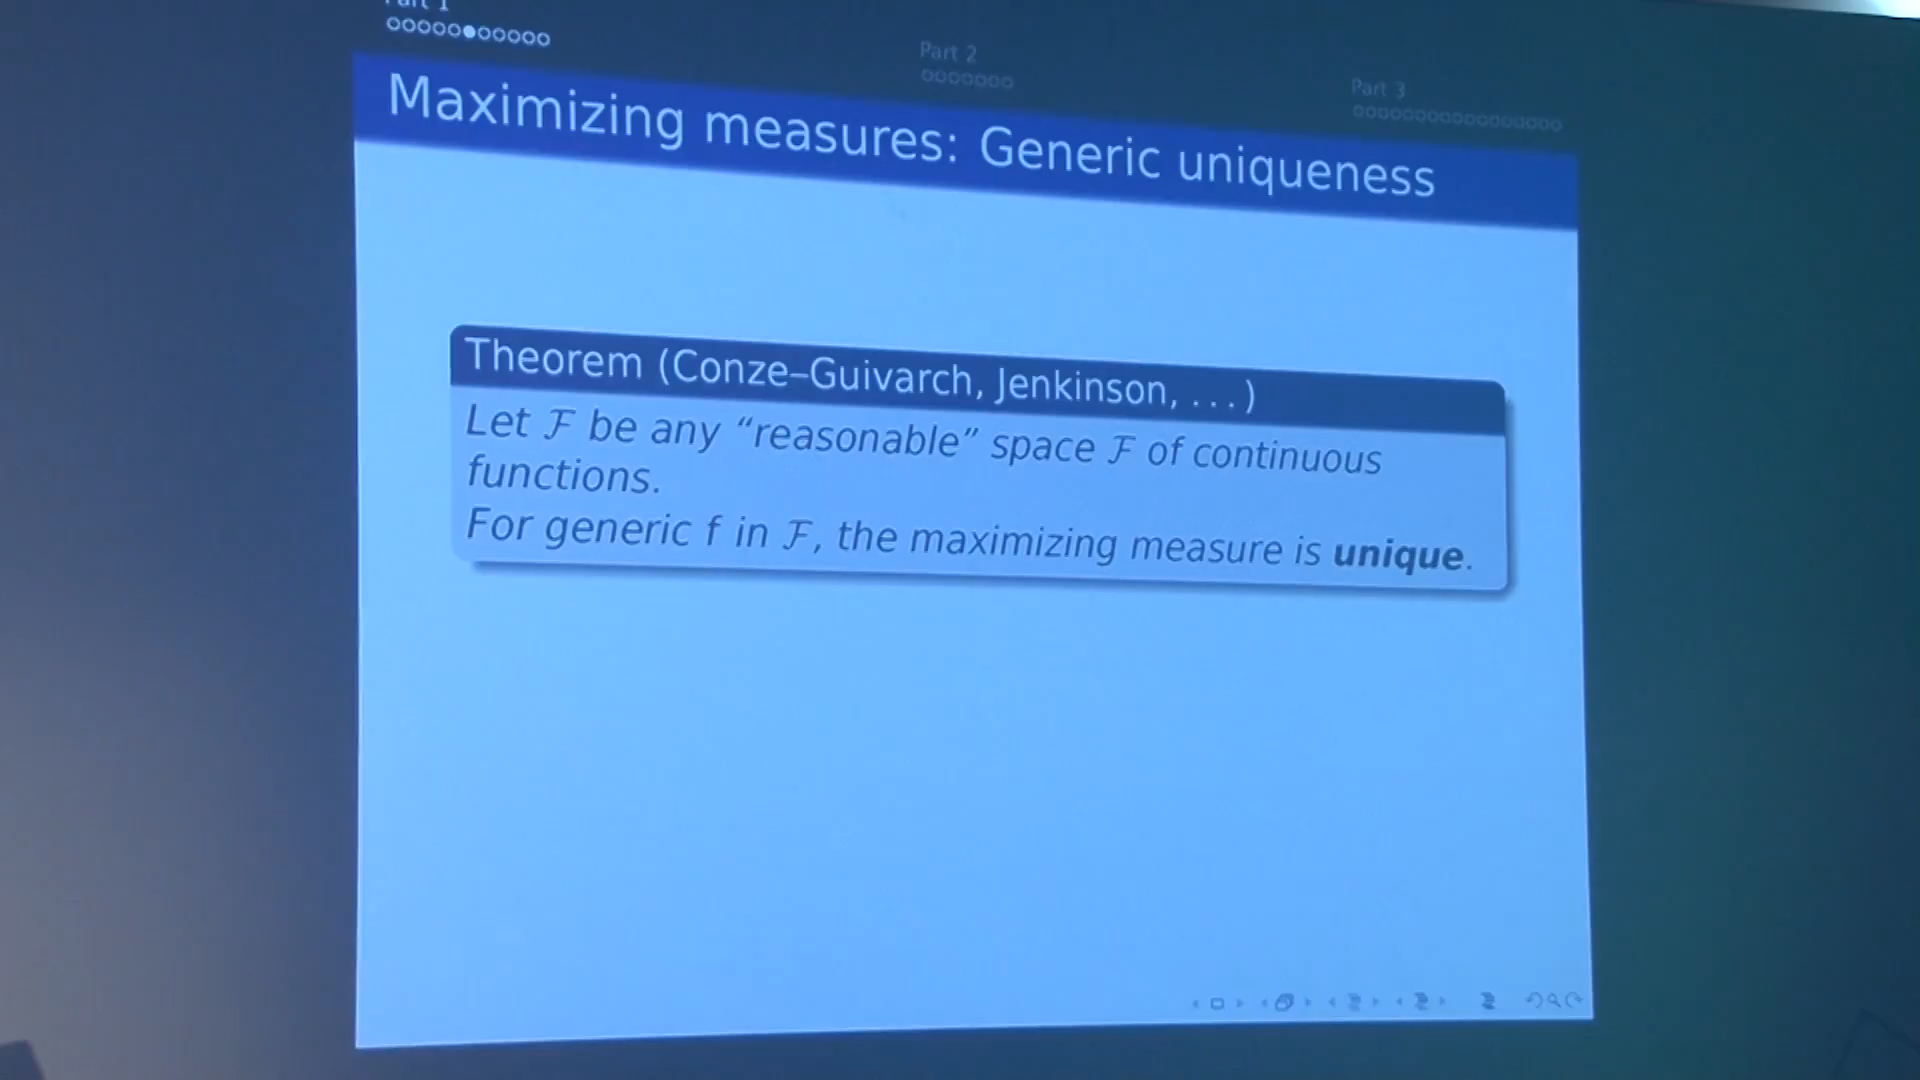 Part 1
Part 2
Part 3
Maximizing measures: Generic uniqueness
Theorem (Conze–Guivarch, Jenkinson, . . . )
Let ℱ be any “reasonable” space ℱ of continuous
functions.
For generic f in ℱ, the maximizing measure is unique.